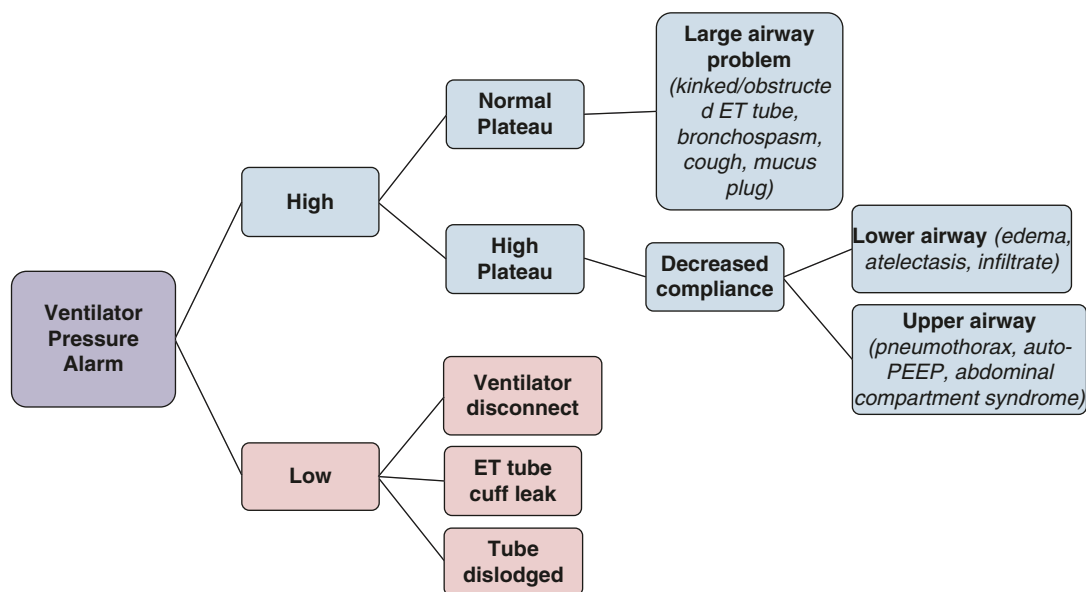 Ventilator
Pressure
Alarm
High
Normal
Plateau
Large airway
problem
(kinked/obstructe
d ET tube,
bronchospasm,
cough, mucus
plug)
High
Plateau
Decreased
compliance
Lower airway (edema,
atelectasis, infiltrate)
Upper airway
(pneumothorax, auto-
PEEP, abdominal
compartment syndrome)
Low
Ventilator
disconnect
ET tube
cuff leak
Tube
dislodged